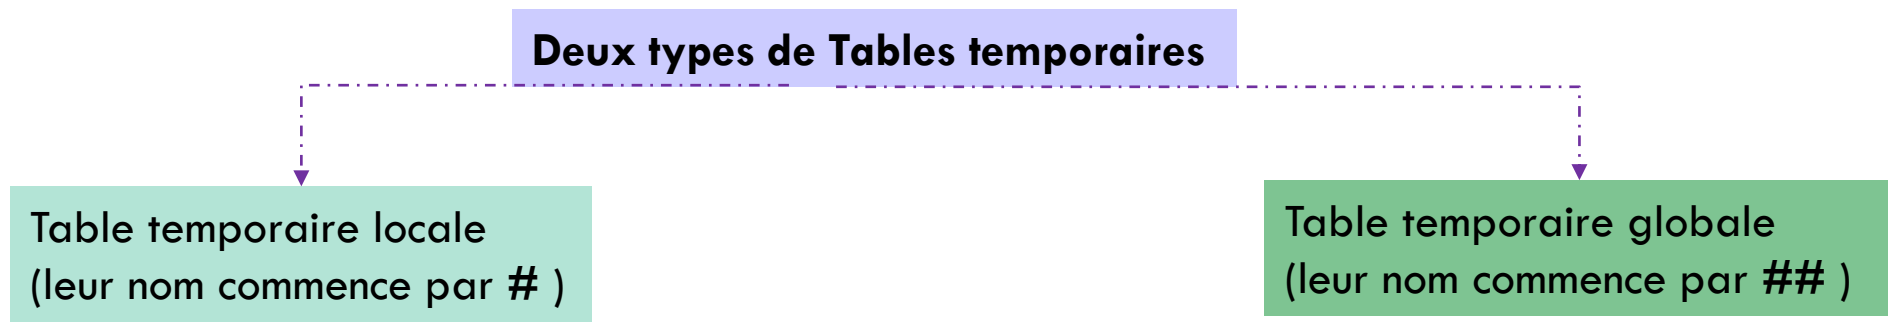 Deux types de Tables temporaires
Table temporaire locale
(leur nom commence par # )
Table temporaire globale
(leur nom commence par ## )